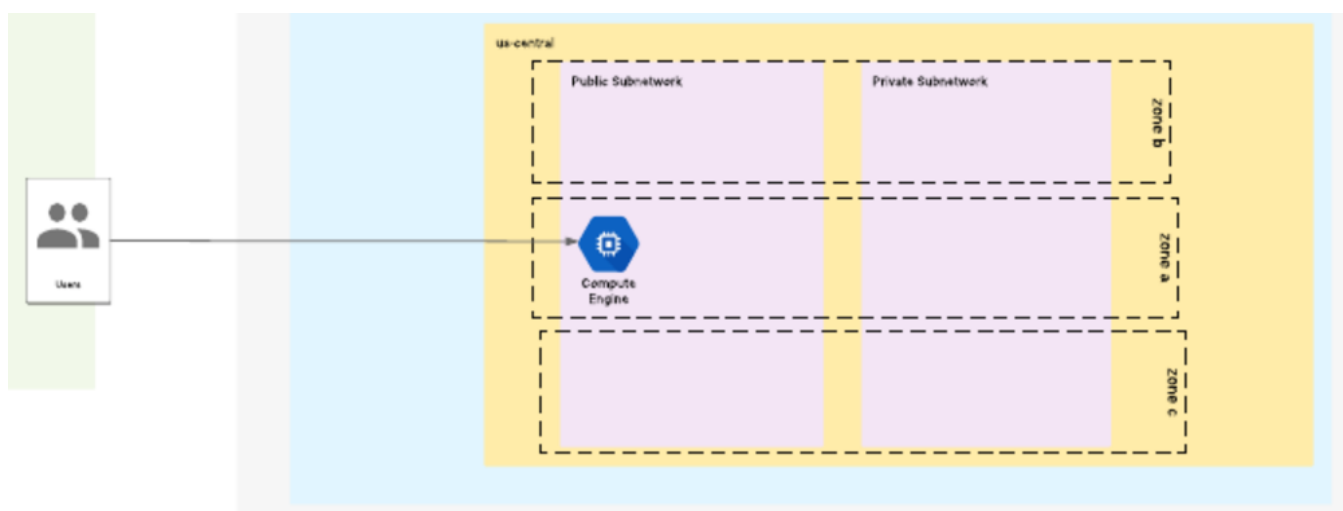 us-central
Public Subnetwork
Private Subnetwork
zone b
Users
Compute
Engine
zone a
zone c